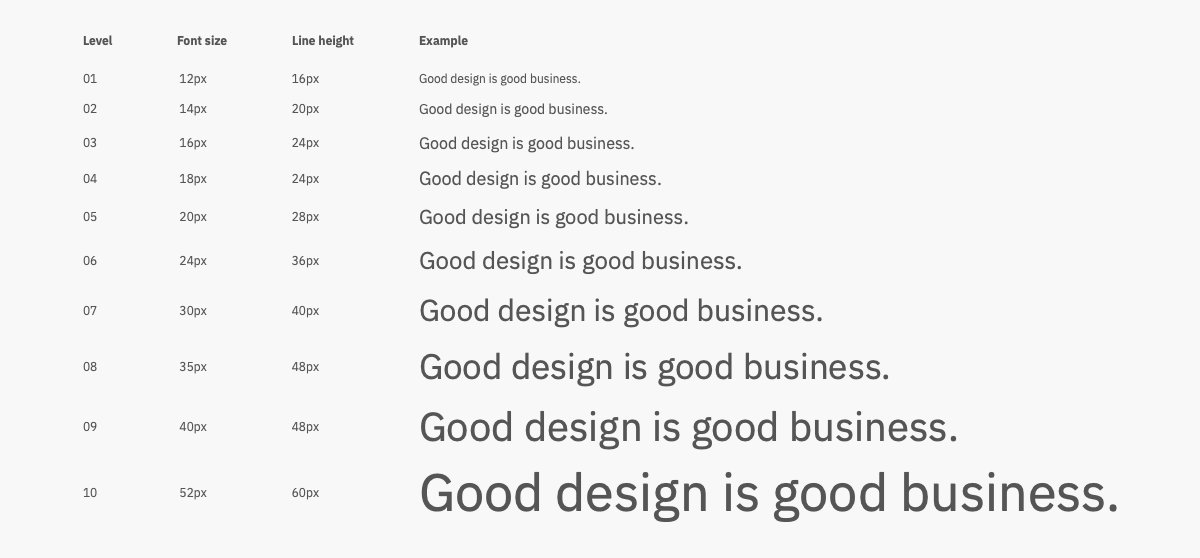 Level Font size Line height Example
01 12px 16px Good design is good business.
02 14px 20px Good design is good business.
03 16px 24px Good design is good business.
04 18px 24px Good design is good business.
05 20px 28px Good design is good business.
06 24px 36px Good design is good business.
07 30px 40px Good design is good business.
08 35px 48px Good design is good business.
09 40px 48px Good design is good business.
10 52px 60px Good design is good business.